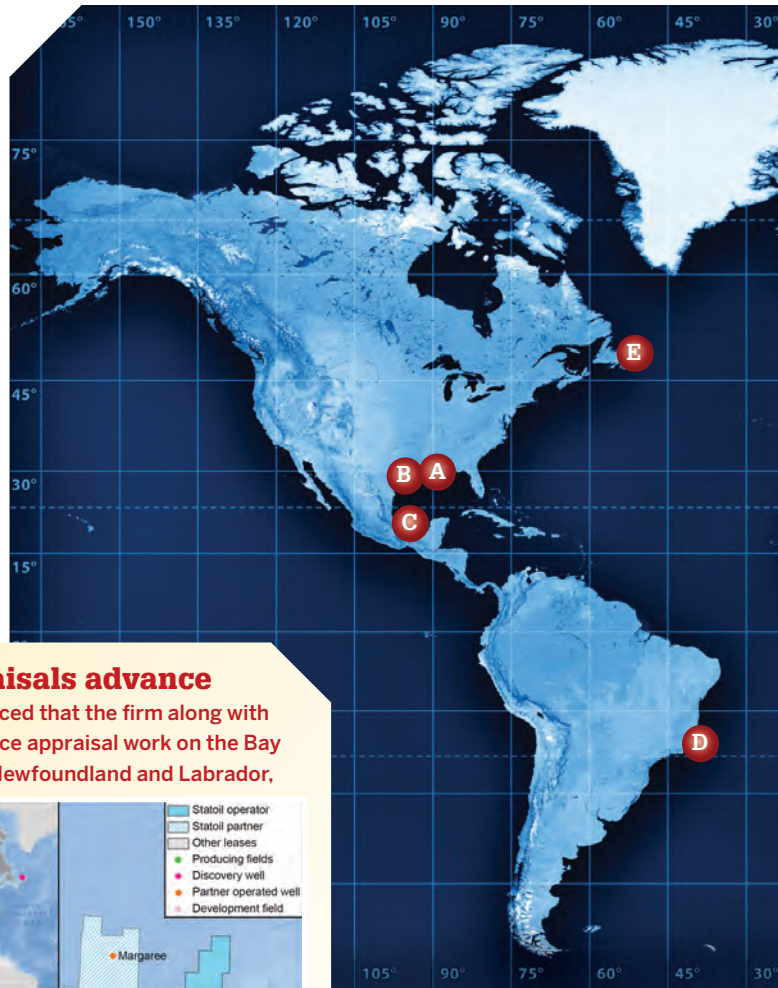 150° 135° 120° 105° 90° 75° 60° 45° 30°
75°
60°
E
45°
B A
30°
C
15°
D
aisals advance
ced that the firm along with
ce appraisal work on the Bay
Newfoundland and Labrador,
Statoil operator
Statoil partner
Other leases
Producing fields
Discovery well
Partner operated well
Development field
Margaree
105° 90° 75° 60° 45° 30°